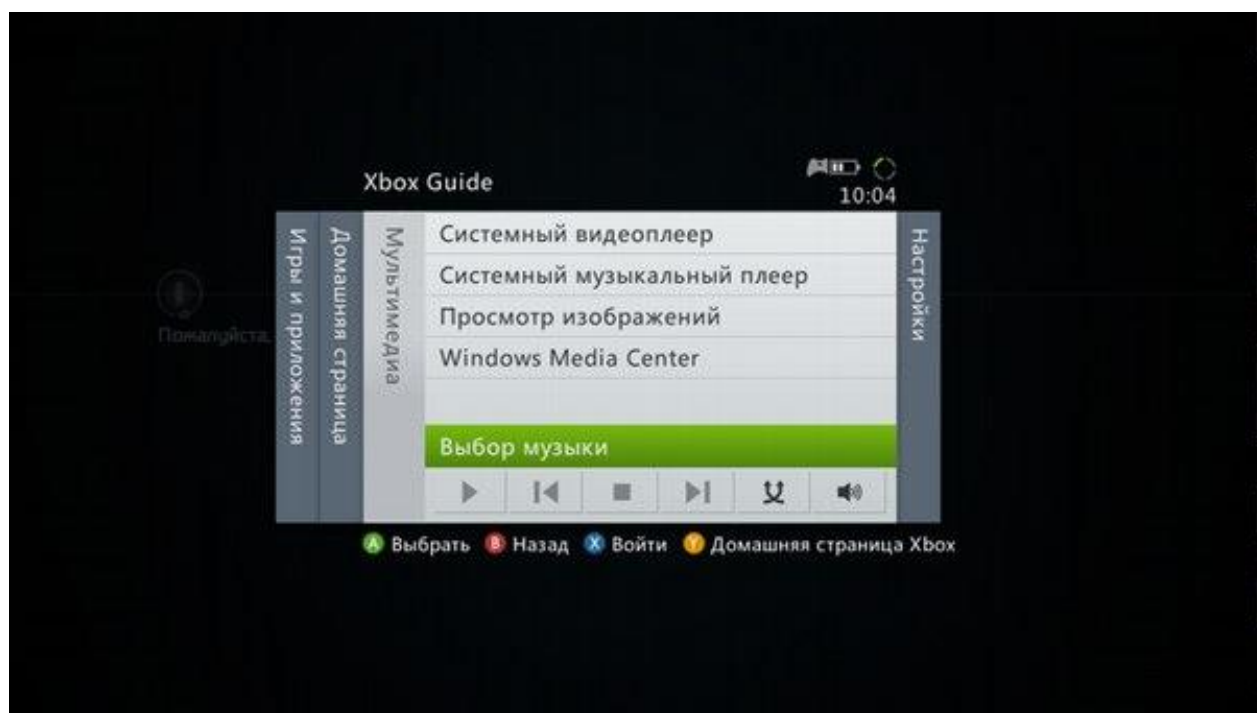 Xbox Guide
10:04
Игры и приложения
Домашняя страница
Мультимедиа
Системный видеоплеер
Системный музыкальный плеер
Просмотр изображений
Windows Media Center
Выбор музыки
Настройки
Пожалуйста,
A Выбрать B Назад X Войти Y Домашняя страница Xbox